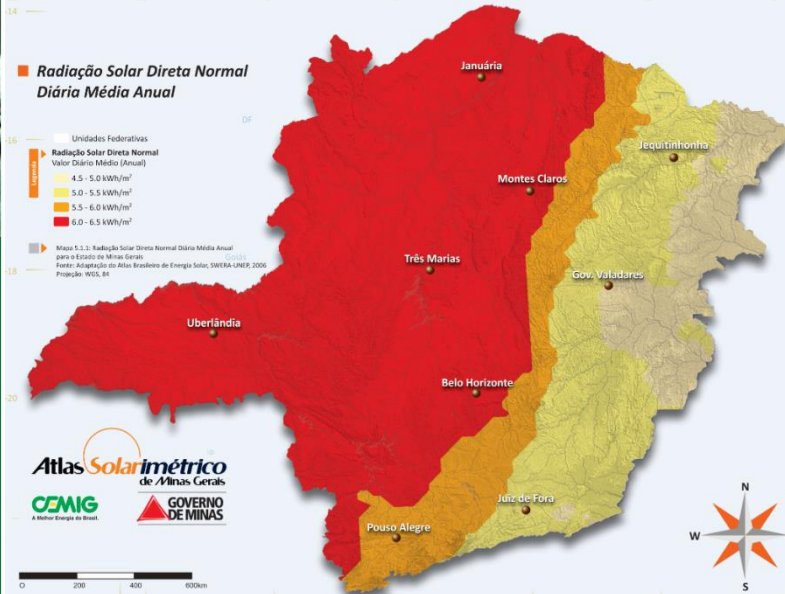 -14
Radiação Solar Direta Normal
Diária Média Anual
Januária
DF
-16
Unidades Federativas
Legenda
Radiação Solar Direta Normal
Valor Diário Médio (Anual)
4.5 - 5.0 kWh/m²
5.0 - 5.5 kWh/m²
5.5 - 6.0 kWh/m²
6.0 - 6.5 kWh/m²
Jequitinhonha
Montes Claros
Mapa 5.1.1: Radiação Solar Direta Normal Diária Média Anual
para o Estado de Minas Gerais
Fonte: Adaptação do Atlas Brasileiro de Energia Solar, SWERA-UNEP, 2006
Projeção: WGS, 84
Goiás
-18
Três Marias
Gov. Valadares
Uberlândia
Belo Horizonte
-20
Atlas Solarimétrico
de Minas Gerais
CEMIG
A Melhor Energia do Brasil.
GOVERNO
DE MINAS
Juiz de Fora
Pouso Alegre
N
W
S
0 200 400 600km